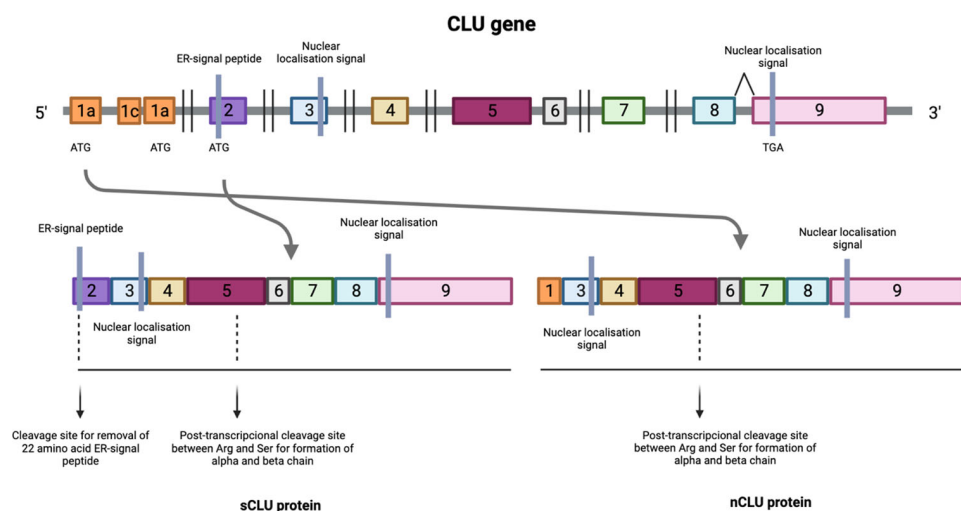 CLU gene
Nuclear
localisation signal
ER-signal peptide
Nuclear localisation
signal
5'
1a
1c
1a
2
3
4
5
6
7
8
9
3'
ATG
ATG
ATG
TGA
ER-signal peptide
Nuclear localisation
signal
Nuclear localisation
signal
2
3
4
5
6
7
8
9
1
3
4
5
6
7
8
9
Nuclear localisation
signal
Nuclear localisation
signal
Cleavage site for removal of
22 amino acid ER-signal
peptide
Post-transcripcional cleavage site
between Arg and Ser for formation of
alpha and beta chain
Post-transcripcional cleavage site
between Arg and Ser for formation of
alpha and beta chain
sCLU protein
nCLU protein